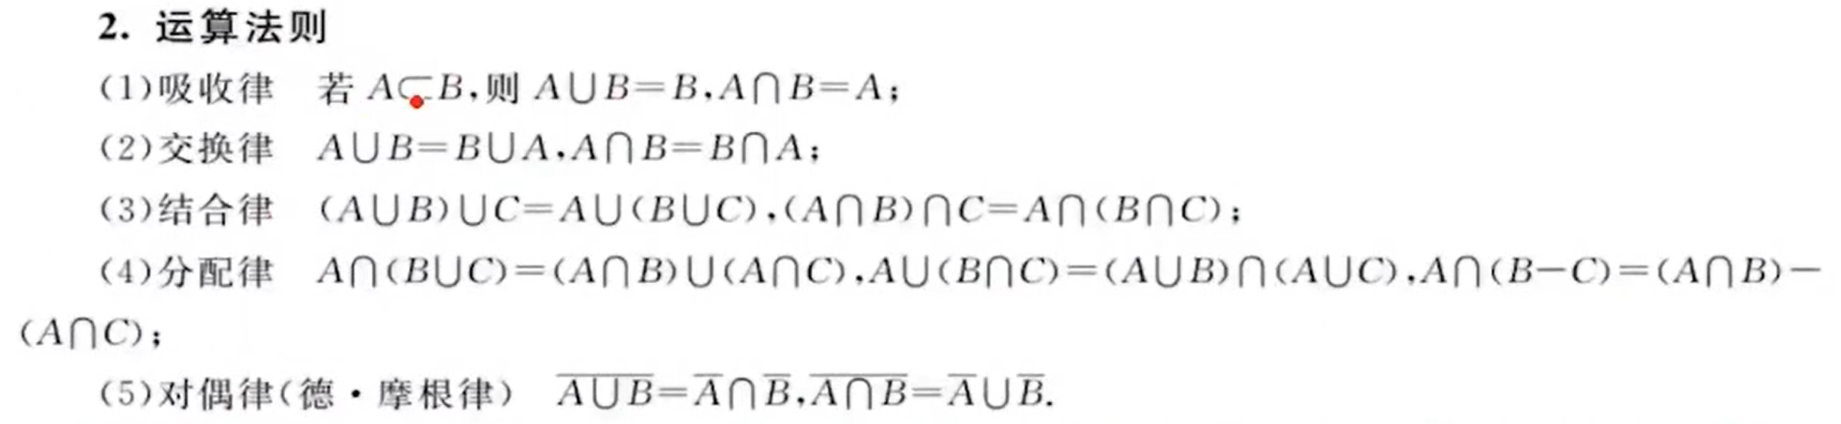 2. 运算法则
(1)吸收律 若 A⊂B,则 A∪B=B,A∩B=A;
(2)交换律 A∪B=B∪A,A∩B=B∩A;
(3)结合律 (A∪B)∪C=A∪(B∪C),(A∩B)∩C=A∩(B∩C);
(4)分配律 A∩(B∪C)=(A∩B)∪(A∩C),A∪(B∩C)=(A∪B)∩(A∪C),A∩(B-C)=(A∩B)-
(A∩C);
(5)对偶律(德·摩根律) A̅∪̅B̅=A̅∩B̅,A̅∩̅B̅=A̅∪B̅.